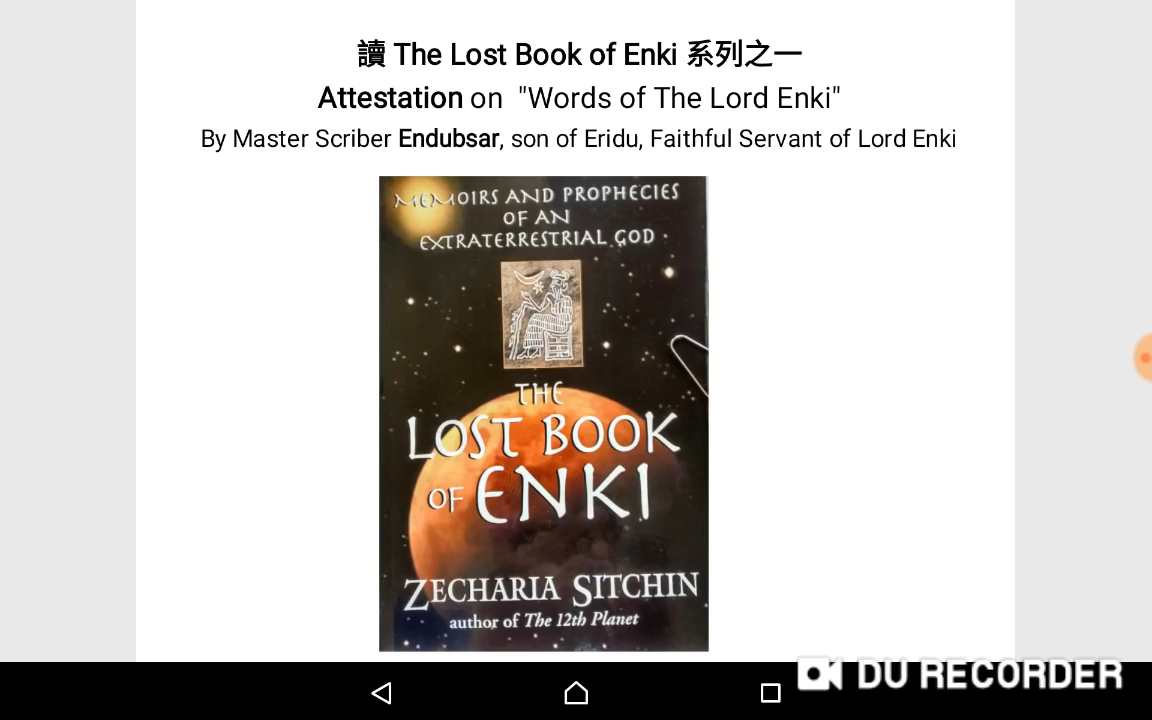 讀 The Lost Book of Enki 系列之一
Attestation on "Words of The Lord Enki"
By Master Scriber Endubsar, son of Eridu, Faithful Servant of Lord Enki
MEMOIRS AND PROPHECIES
OF AN
EXTRATERRESTRIAL GOD
THE
LOST BOOK
OF ENKI
ZECHARIA SITCHIN
author of The 12th Planet
DU RECORDER